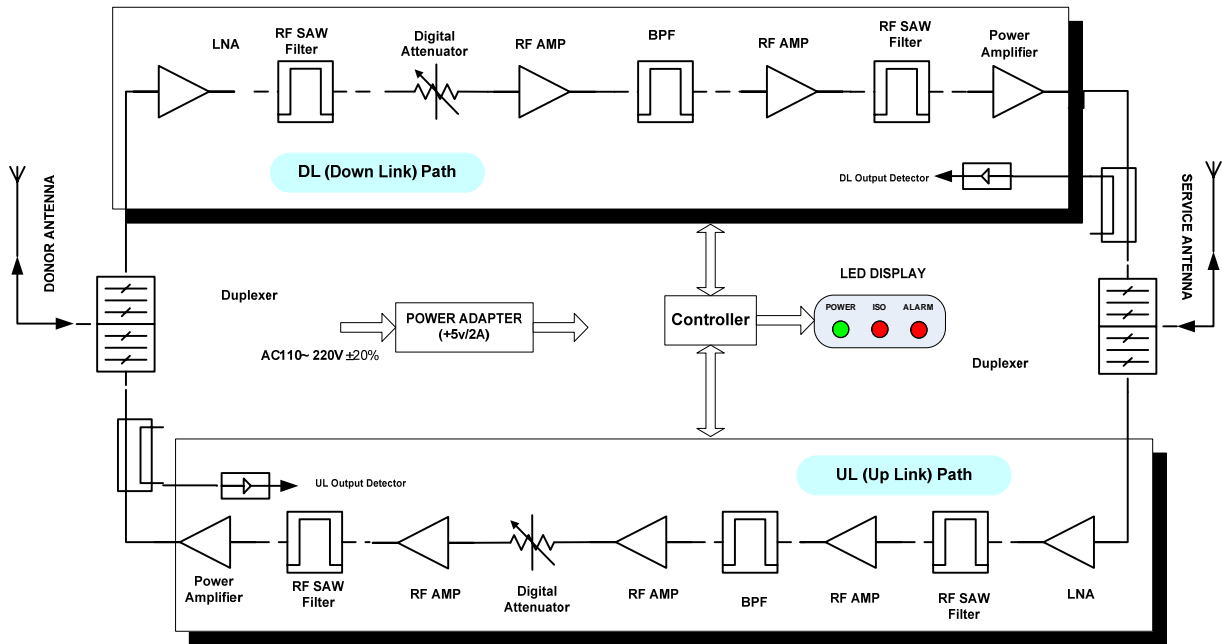 LNA
RF SAW
Filter
Digital
Attenuator
RF AMP
BPF
RF AMP
RF SAW
Filter
Power
Amplifier
DL (Down Link) Path
DL Output Detector
DONOR ANTENNA
SERVICE ANTENNA
Duplexer
POWER ADAPTER
(+5v/2A)
AC110~ 220V ±20%
Controller
LED DISPLAY
POWER ISO ALARM
Duplexer
UL (Up Link) Path
UL Output Detector
Power
Amplifier
RF SAW
Filter
RF AMP
Digital
Attenuator
RF AMP
BPF
RF AMP
RF SAW
Filter
LNA